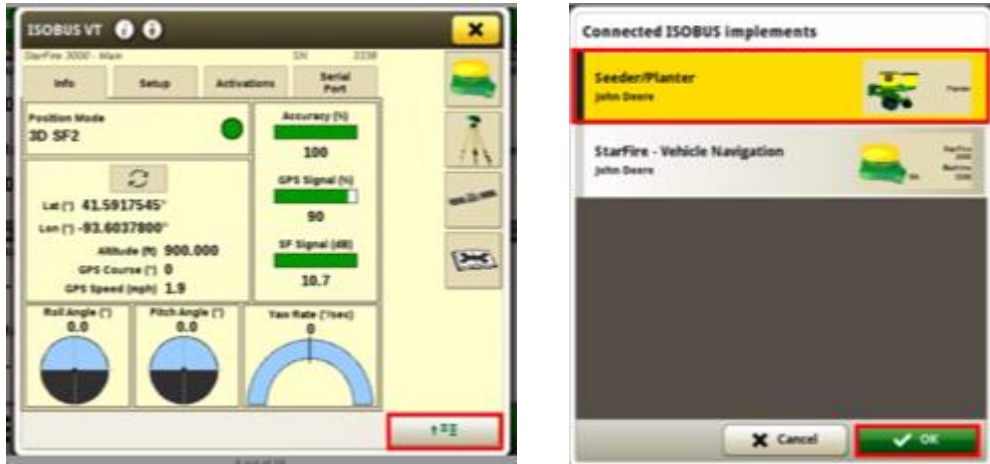 ISOBUS VT
StarFire 3000 - Main SN 3338
Info Setup Activations Serial Port
Position Mode
3D SF2
Accuracy (%)
100
Lat (°) 41.5917545°
Lon (°) -93.6037800°
Altitude (ft) 900.000
GPS Course (°) 0
GPS Speed (mph) 1.9
GPS Signal (%)
90
SF Signal (dB)
10.7
Roll Angle (°)
0.0
Pitch Angle (°)
0.0
Yaw Rate (°/sec)
0
Connected ISOBUS implements
Seeder/Planter
John Deere
Planter
StarFire - Vehicle Navigation
John Deere
StarFire
3000
Cancel
OK